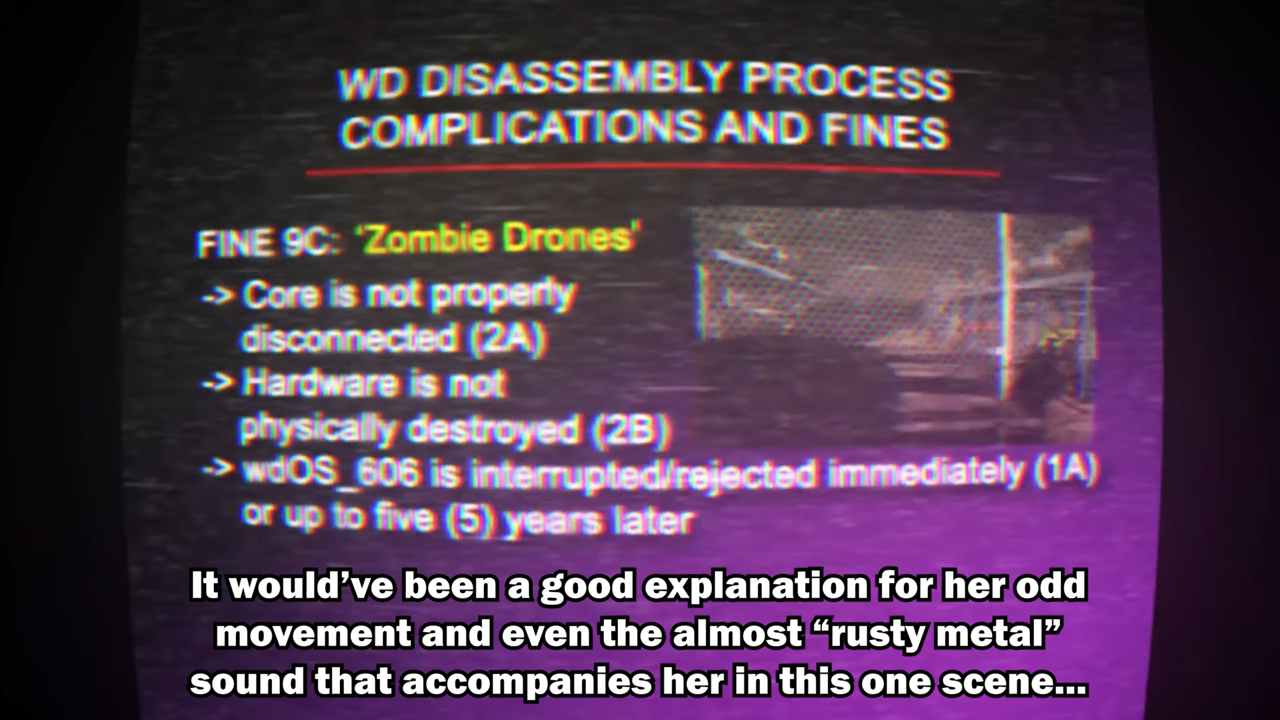 WD DISASSEMBLY PROCESS
COMPLICATIONS AND FINES
FINE 9C: ‘Zombie Drones’
-> Core is not properly
disconnected (2A)
-> Hardware is not
physically destroyed (2B)
-> wdOS_606 is interrupted/rejected immediately (1A)
or up to five (5) years later
It would’ve been a good explanation for her odd
movement and even the almost “rusty metal”
sound that accompanies her in this one scene...